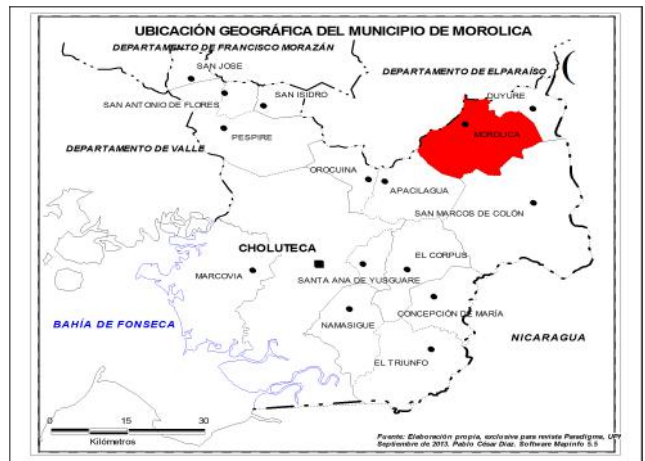 UBICACIÓN GEOGRÁFICA DEL MUNICIPIO DE MOROLICA
DEPARTAMENTO DE FRANCISCO MORAZÁN
SAN JOSE
DEPARTAMENTO DE ELPARAÍSO
SAN ANTONIO DE FLORES
SAN ISIDRO
DUYURE
PESPIRE
MOROLICA
DEPARTAMENTO DE VALLE
OROCUINA
APACILAGUA
SAN MARCOS DE COLÓN
CHOLUTECA
EL CORPUS
MARCOVIA
SANTA ANA DE YUSGUARE
CONCEPCIÓN DE MARÍA
BAHÍA DE FONSECA
NAMASIGUE
NICARAGUA
EL TRIUNFO
0 15 30
Kilómetros
Fuente: Elaboración propia, exclusiva para revista Paradigma, UPF
Septiembre de 2013. Pablo César Díaz. Software Mapinfo 5.5